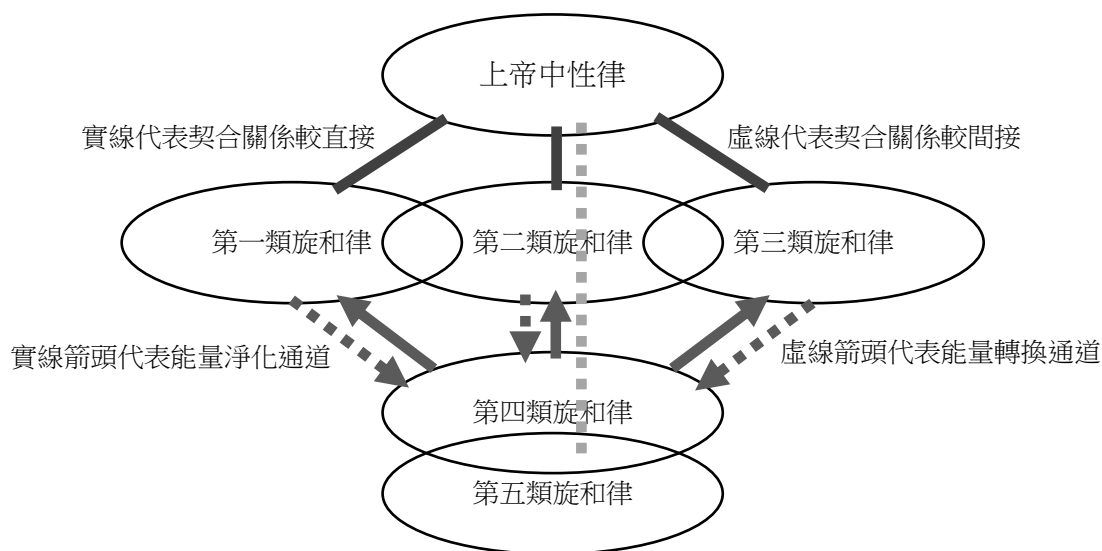 上帝中性律
實線代表契合關係較直接
虛線代表契合關係較間接
第一類旋和律
第二類旋和律
第三類旋和律
實線箭頭代表能量淨化通道
虛線箭頭代表能量轉換通道
第四類旋和律
第五類旋和律